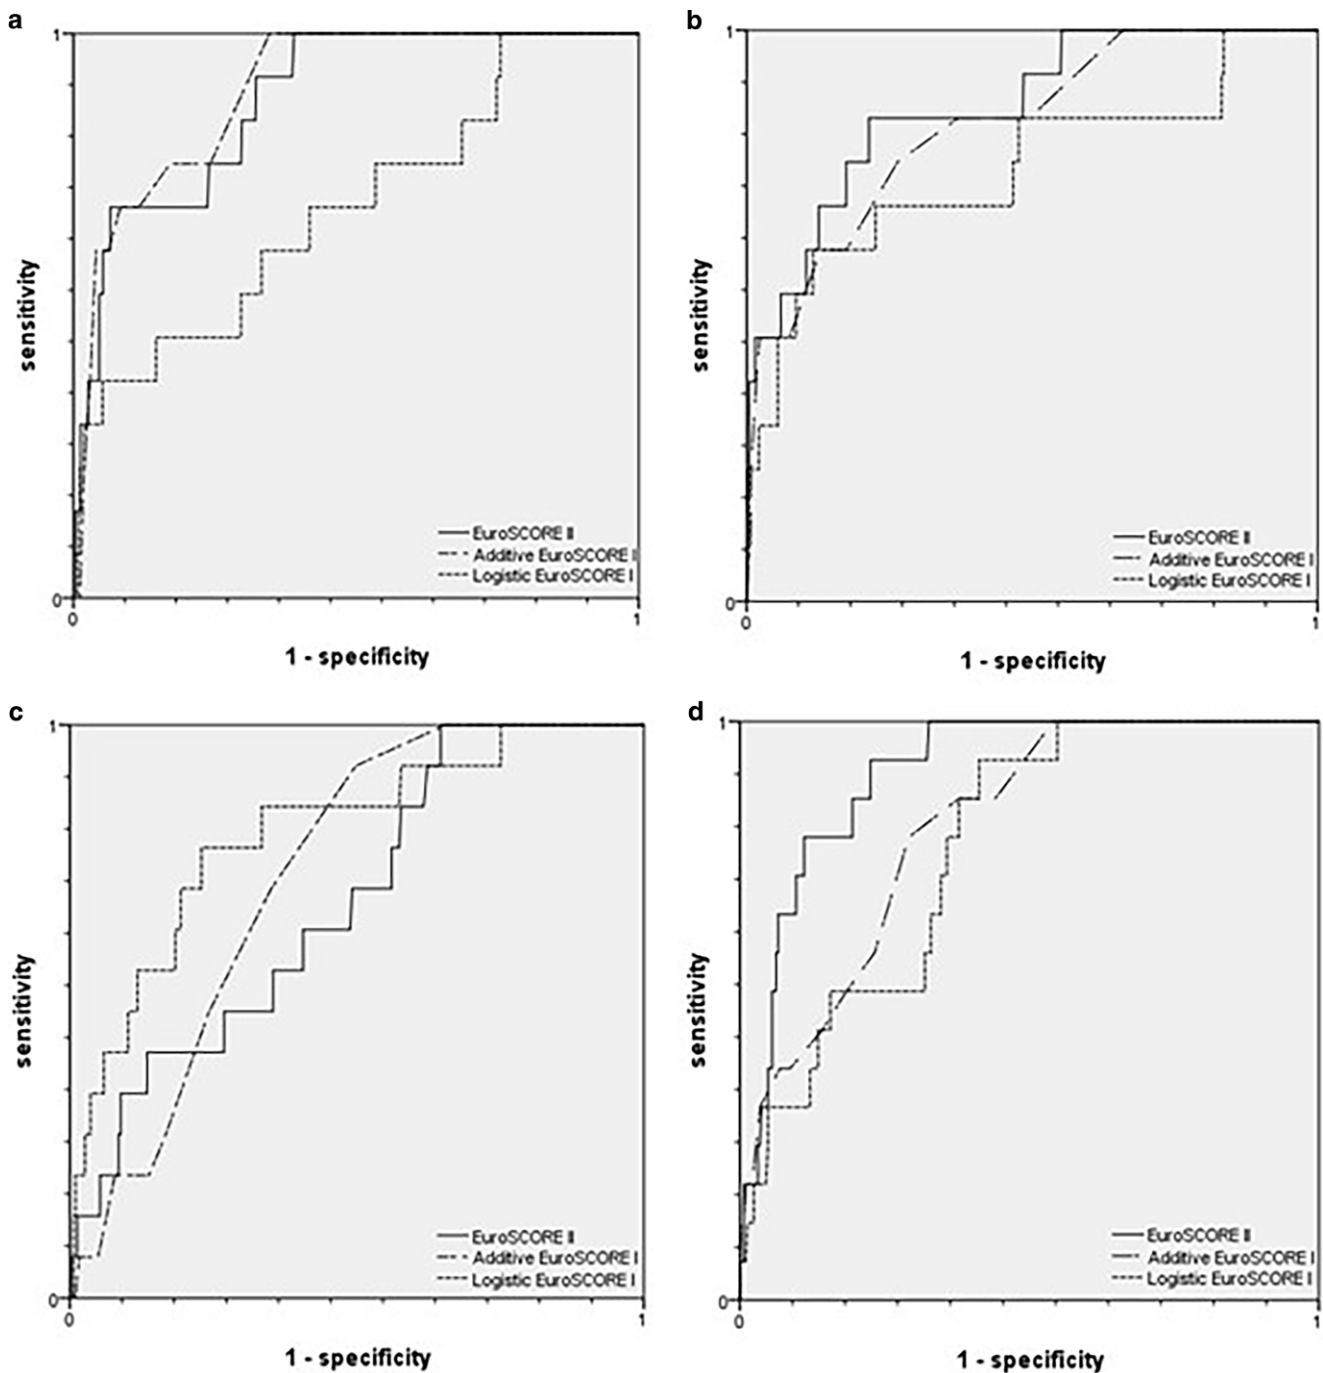 a
1
sensitivity
EuroSCORE II
Additive EuroSCORE I
Logistic EuroSCORE I
0
0
1
1 - specificity
b
1
sensitivity
EuroSCORE II
Additive EuroSCORE I
Logistic EuroSCORE I
0
0
1
1 - specificity
c
1
sensitivity
EuroSCORE II
Additive EuroSCORE I
Logistic EuroSCORE I
0
0
1
1 - specificity
d
1
sensitivity
EuroSCORE II
Additive EuroSCORE I
Logistic EuroSCORE I
0
0
1
1 - specificity